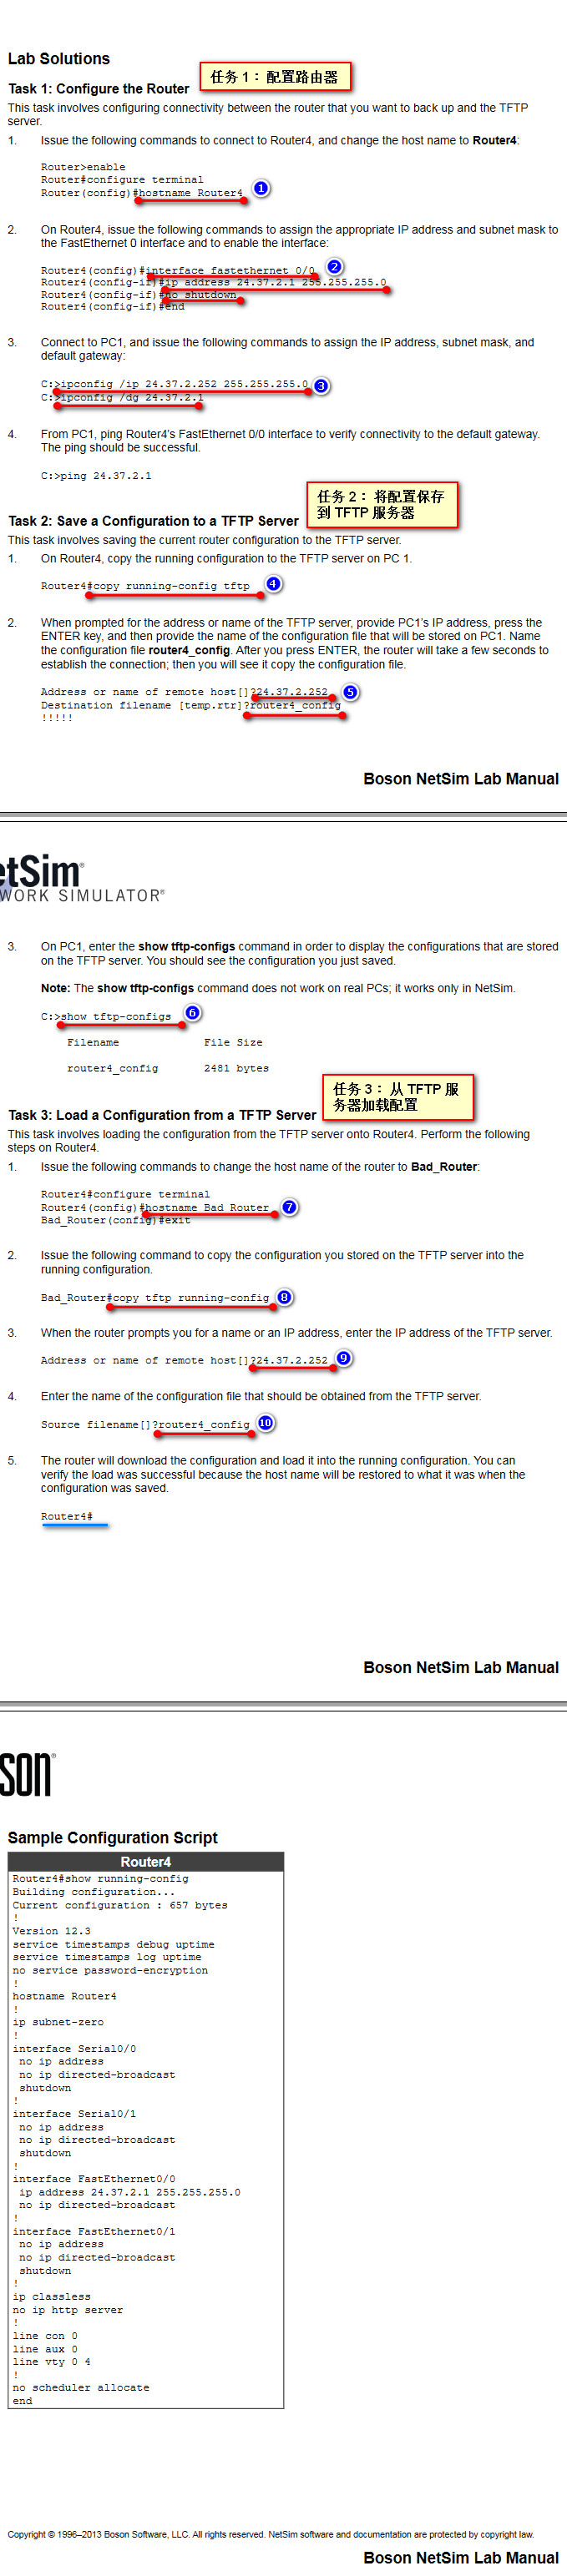 Lab Solutions
任务 1： 配置路由器
Task 1: Configure the Router
This task involves configuring connectivity between the router that you want to back up and the TFTP
server.
1. Issue the following commands to connect to Router4, and change the host name to Router4:
Router>enable
Router#configure terminal
Router(config)#hostname Router4
1
2. On Router4, issue the following commands to assign the appropriate IP address and subnet mask to
the FastEthernet 0 interface and to enable the interface:
Router4(config)#interface fastethernet 0/0
2
Router4(config-if)#ip address 24.37.2.1 255.255.255.0
Router4(config-if)#no shutdown
Router4(config-if)#end
3. Connect to PC1, and issue the following commands to assign the IP address, subnet mask, and
default gateway:
C:>ipconfig /ip 24.37.2.252 255.255.255.0
3
C:>ipconfig /dg 24.37.2.1
4. From PC1, ping Router4's FastEthernet 0/0 interface to verify connectivity to the default gateway.
The ping should be successful.
C:>ping 24.37.2.1
任务 2： 将配置保存
到 TFTP 服务器
Task 2: Save a Configuration to a TFTP Server
This task involves saving the current router configuration to the TFTP server.
1. On Router4, copy the running configuration to the TFTP server on PC 1.
Router4#copy running-config tftp
4
2. When prompted for the address or name of the TFTP server, provide PC1's IP address, press the
ENTER key, and then provide the name of the configuration file that will be stored on PC1. Name
the configuration file router4_config. After you press ENTER, the router will take a few seconds to
establish the connection; then you will see it copy the configuration file.
Address or name of remote host[]?24.37.2.252
5
Destination filename [temp.rtr]?router4_config
!!!!!
Boson NetSim Lab Manual
etSim®
WORK SIMULATOR®
3. On PC1, enter the show tftp-configs command in order to display the configurations that are stored
on the TFTP server. You should see the configuration you just saved.
Note: The show tftp-configs command does not work on real PCs; it works only in NetSim.
C:>show tftp-configs
6
Filename File Size
router4_config 2481 bytes
任务 3： 从 TFTP 服
务器加载配置
Task 3: Load a Configuration from a TFTP Server
This task involves loading the configuration from the TFTP server onto Router4. Perform the following
steps on Router4.
1. Issue the following commands to change the host name of the router to Bad_Router:
Router4#configure terminal
Router4(config)#hostname Bad_Router
7
Bad_Router(config)#exit
2. Issue the following command to copy the configuration you stored on the TFTP server into the
running configuration.
Bad_Router#copy tftp running-config
8
3. When the router prompts you for a name or an IP address, enter the IP address of the TFTP server.
Address or name of remote host[]?24.37.2.252
9
4. Enter the name of the configuration file that should be obtained from the TFTP server.
Source filename[]?router4_config
10
5. The router will download the configuration and load it into the running configuration. You can
verify the load was successful because the host name will be restored to what it was when the
configuration was saved.
Router4#
Boson NetSim Lab Manual
son®
Sample Configuration Script
Router4
Router4#show running-config
Building configuration...
Current configuration : 657 bytes
!
Version 12.3
service timestamps debug uptime
service timestamps log uptime
no service password-encryption
!
hostname Router4
!
ip subnet-zero
!
interface Serial0/0
no ip address
no ip directed-broadcast
shutdown
!
interface Serial0/1
no ip address
no ip directed-broadcast
shutdown
!
interface FastEthernet0/0
ip address 24.37.2.1 255.255.255.0
no ip directed-broadcast
!
interface FastEthernet0/1
no ip address
no ip directed-broadcast
shutdown
!
ip classless
no ip http server
!
line con 0
line aux 0
line vty 0 4
!
no scheduler allocate
end
Copyright © 1996–2013 Boson Software, LLC. All rights reserved. NetSim software and documentation are protected by copyright law.
Boson NetSim Lab Manual